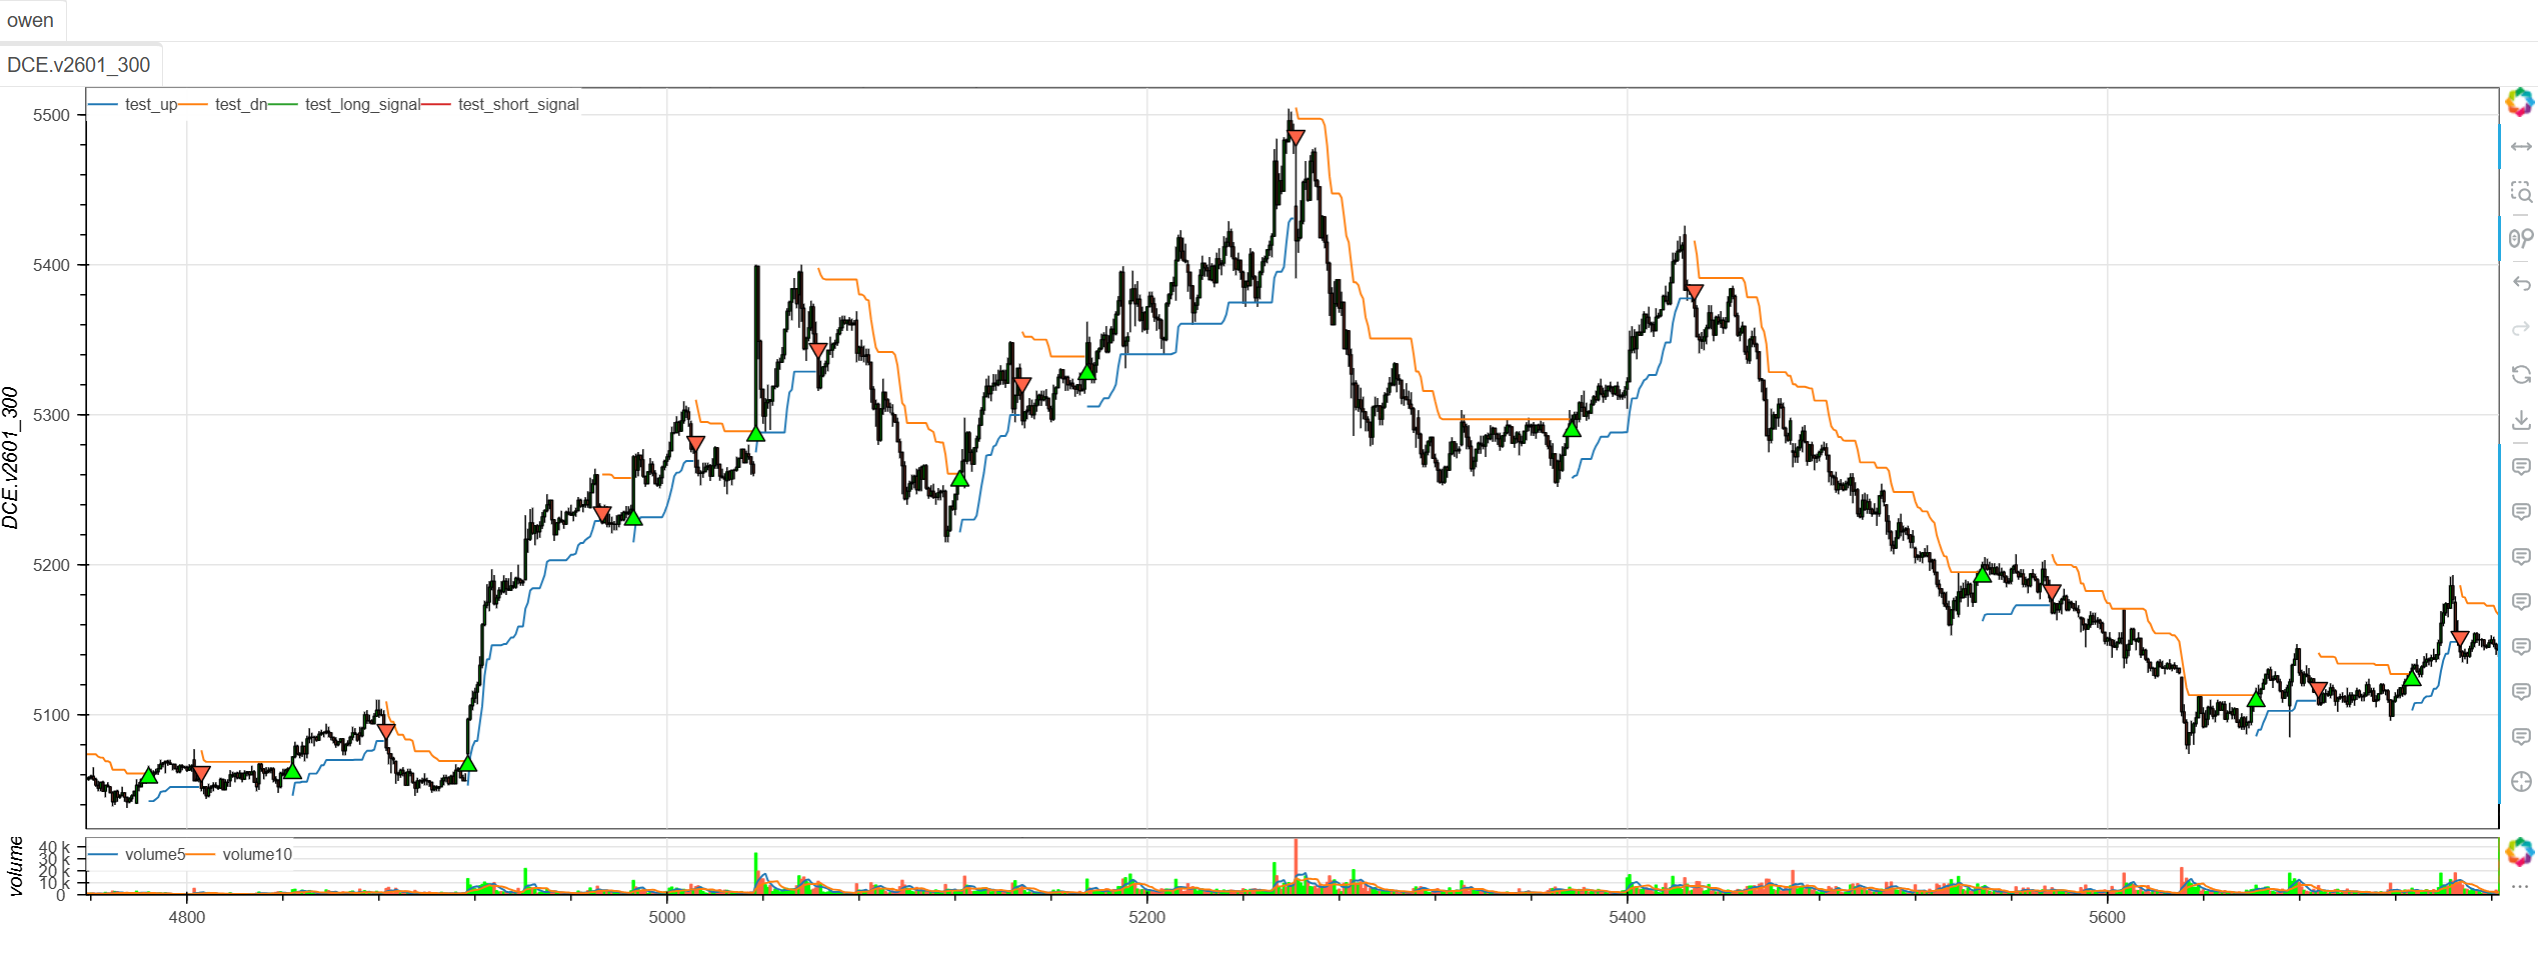 owen
DCE.v2601_300
test_up test_dn test_long_signal test_short_signal
5500
5400
5300
5200
5100
DCE.v2601_300
volume5 volume10
40 k
30 k
20 k
10 k
0
volume
4800 5000 5200 5400 5600